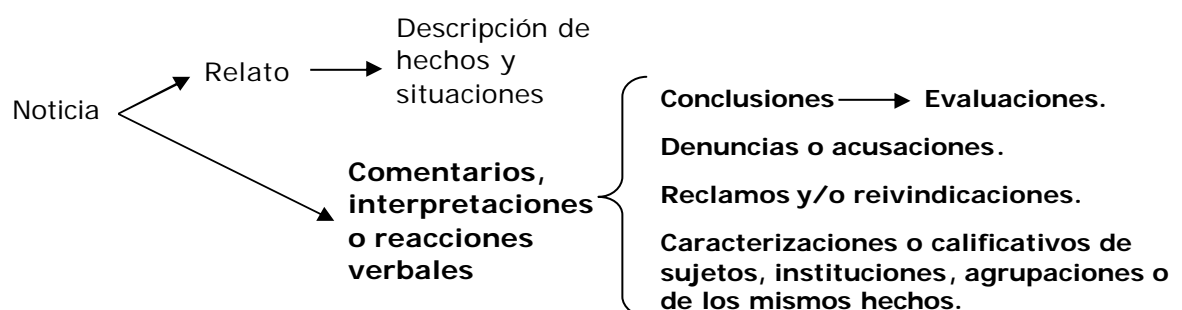 Noticia
Relato
Descripción de
hechos y
situaciones
Comentarios,
interpretaciones
o reacciones
verbales
Conclusiones
Evaluaciones.
Denuncias o acusaciones.
Reclamos y/o reivindicaciones.
Caracterizaciones o calificativos de
sujetos, instituciones, agrupaciones o
de los mismos hechos.